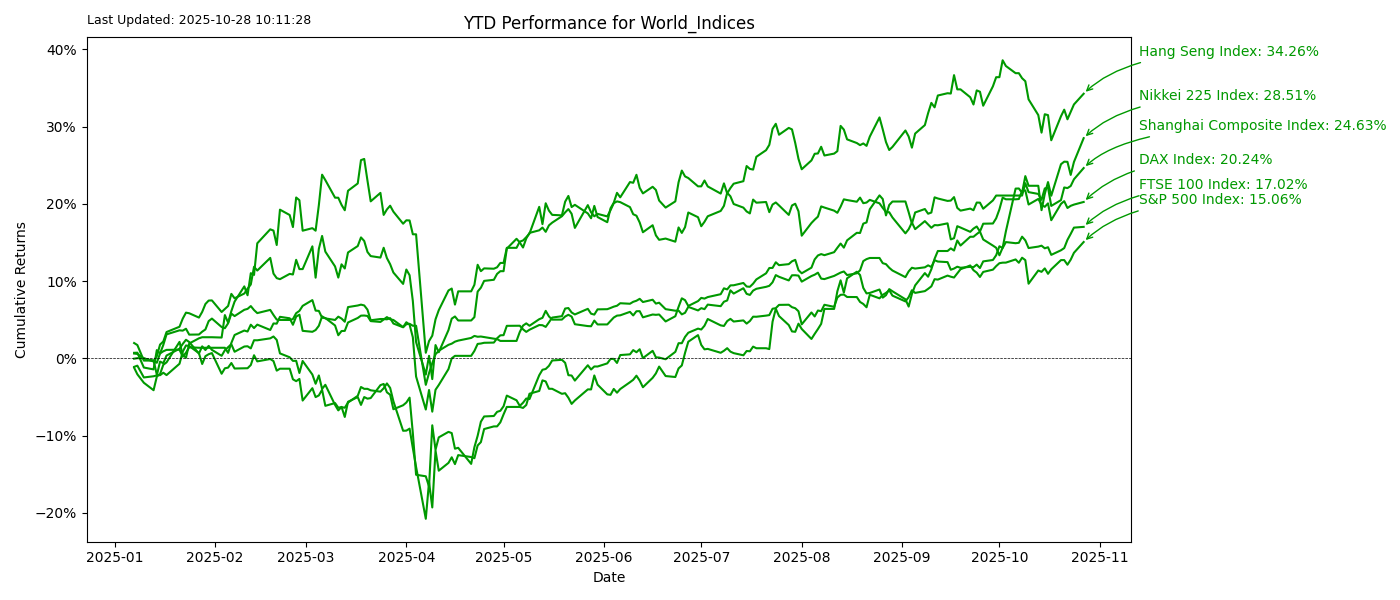 Last Updated: 2025-10-28 10:11:28
YTD Performance for World_Indices
Cumulative Returns
40%
30%
20%
10%
0%
−10%
−20%
Hang Seng Index: 34.26%
Nikkei 225 Index: 28.51%
Shanghai Composite Index: 24.63%
DAX Index: 20.24%
FTSE 100 Index: 17.02%
S&P 500 Index: 15.06%
2025-01 2025-02 2025-03 2025-04 2025-05 2025-06 2025-07 2025-08 2025-09 2025-10 2025-11
Date